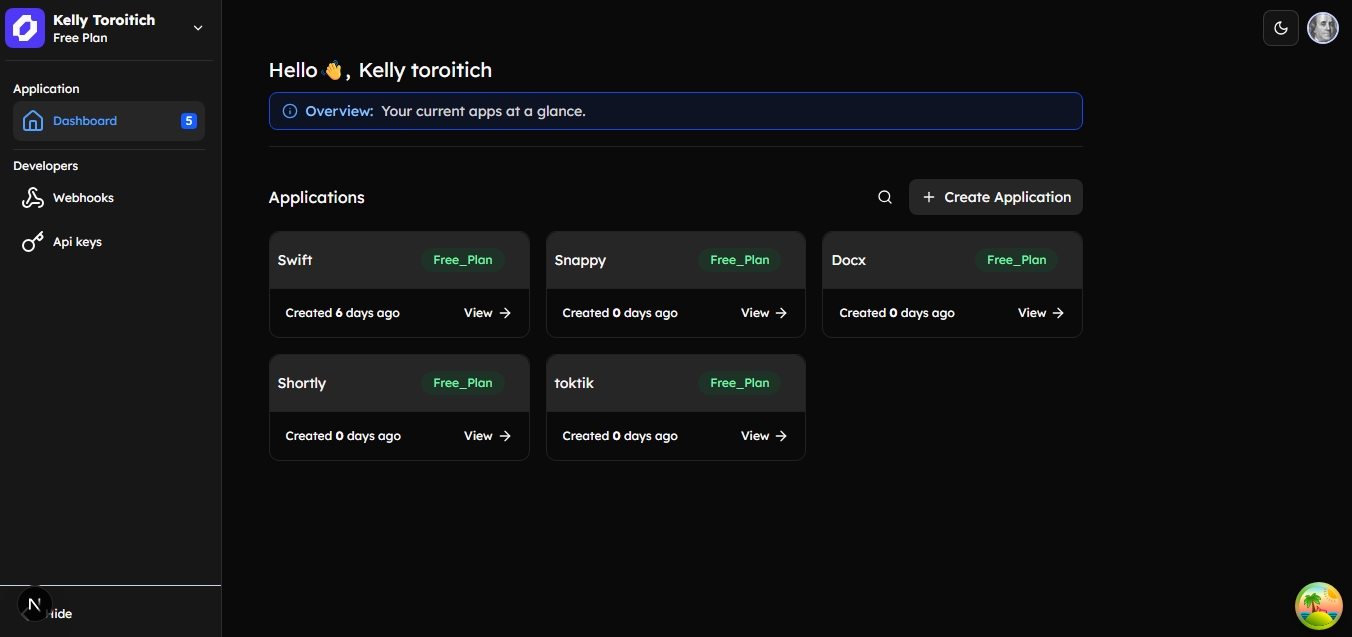 Kelly Toroitich
Free Plan
Application
Dashboard 5
Developers
Webhooks
Api keys
Hello 👋, Kelly toroitich
Overview: Your current apps at a glance.
Applications
+ Create Application
Swift Free_Plan
Created 6 days ago View →
Snappy Free_Plan
Created 0 days ago View →
Docx Free_Plan
Created 0 days ago View →
Shortly Free_Plan
Created 0 days ago View →
toktik Free_Plan
Created 0 days ago View →
N
Hide